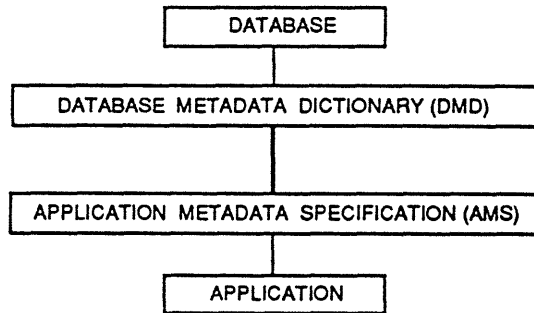 DATABASE
DATABASE METADATA DICTIONARY (DMD)
APPLICATION METADATA SPECIFICATION (AMS)
APPLICATION